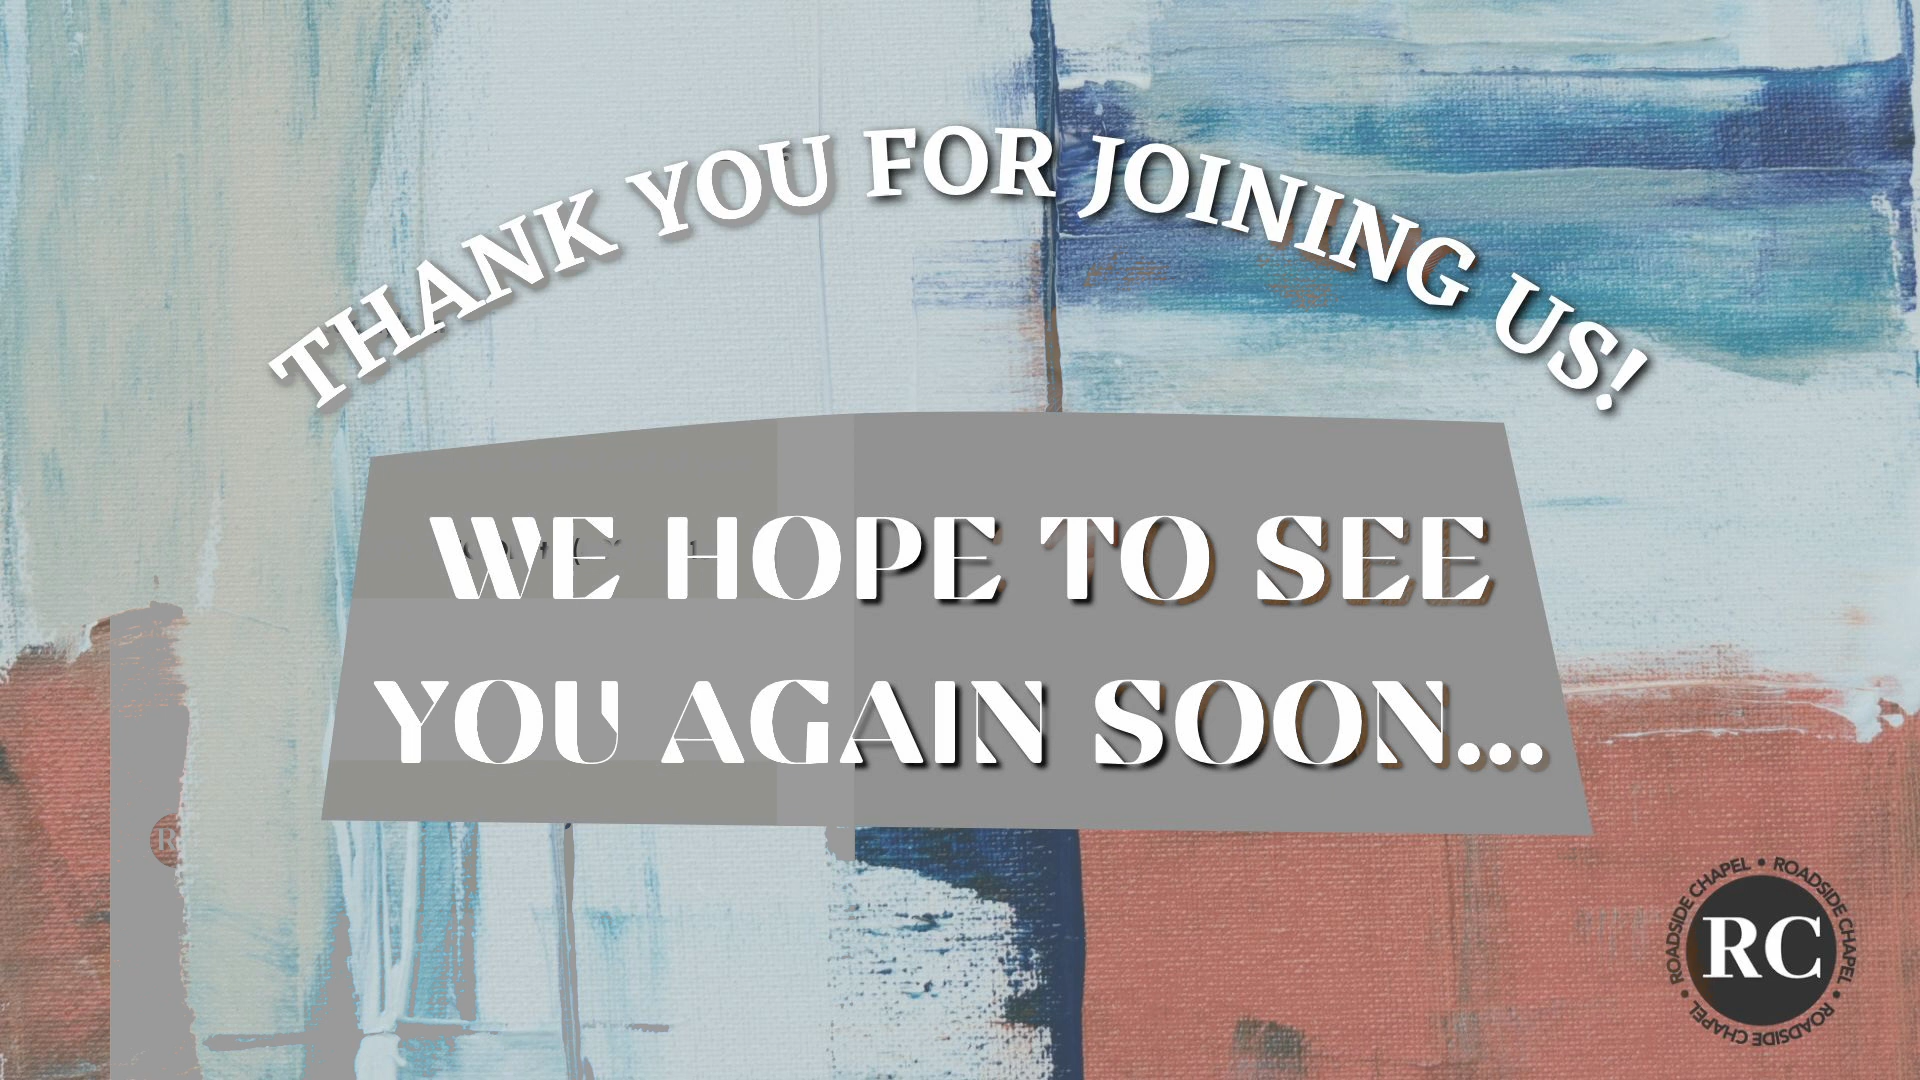 THANK YOU FOR JOINING US!
WE HOPE TO SEE
YOU AGAIN SOON...
ROADSIDE CHAPEL • ROADSIDE CHAPEL • ROADSIDE CHAPEL •
RC